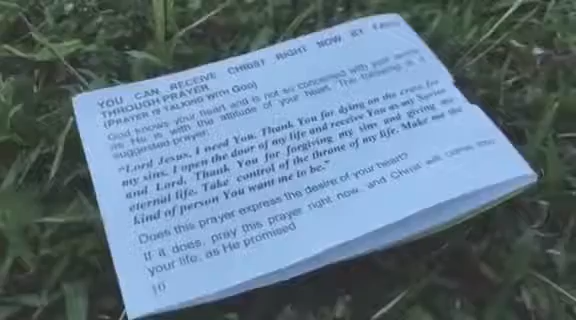 YOU CAN RECEIVE CHRIST RIGHT NOW BY FAITH
THROUGH PRAYER
(PRAYER IS TALKING WITH GOD)
God knows your heart and is not so concerned with your words
as He is with the attitude of your heart. The following is a
suggested prayer:
"Lord Jesus, I need You. Thank You for dying on the cross for
my sins. I open the door of my life and receive You as my Savior
and Lord. Thank You for forgiving my sins and giving me
eternal life. Take control of the throne of my life. Make me the
kind of person You want me to be."
Does this prayer express the desire of your heart?
If it does, pray this prayer right now, and Christ will come into
your life, as He promised
10